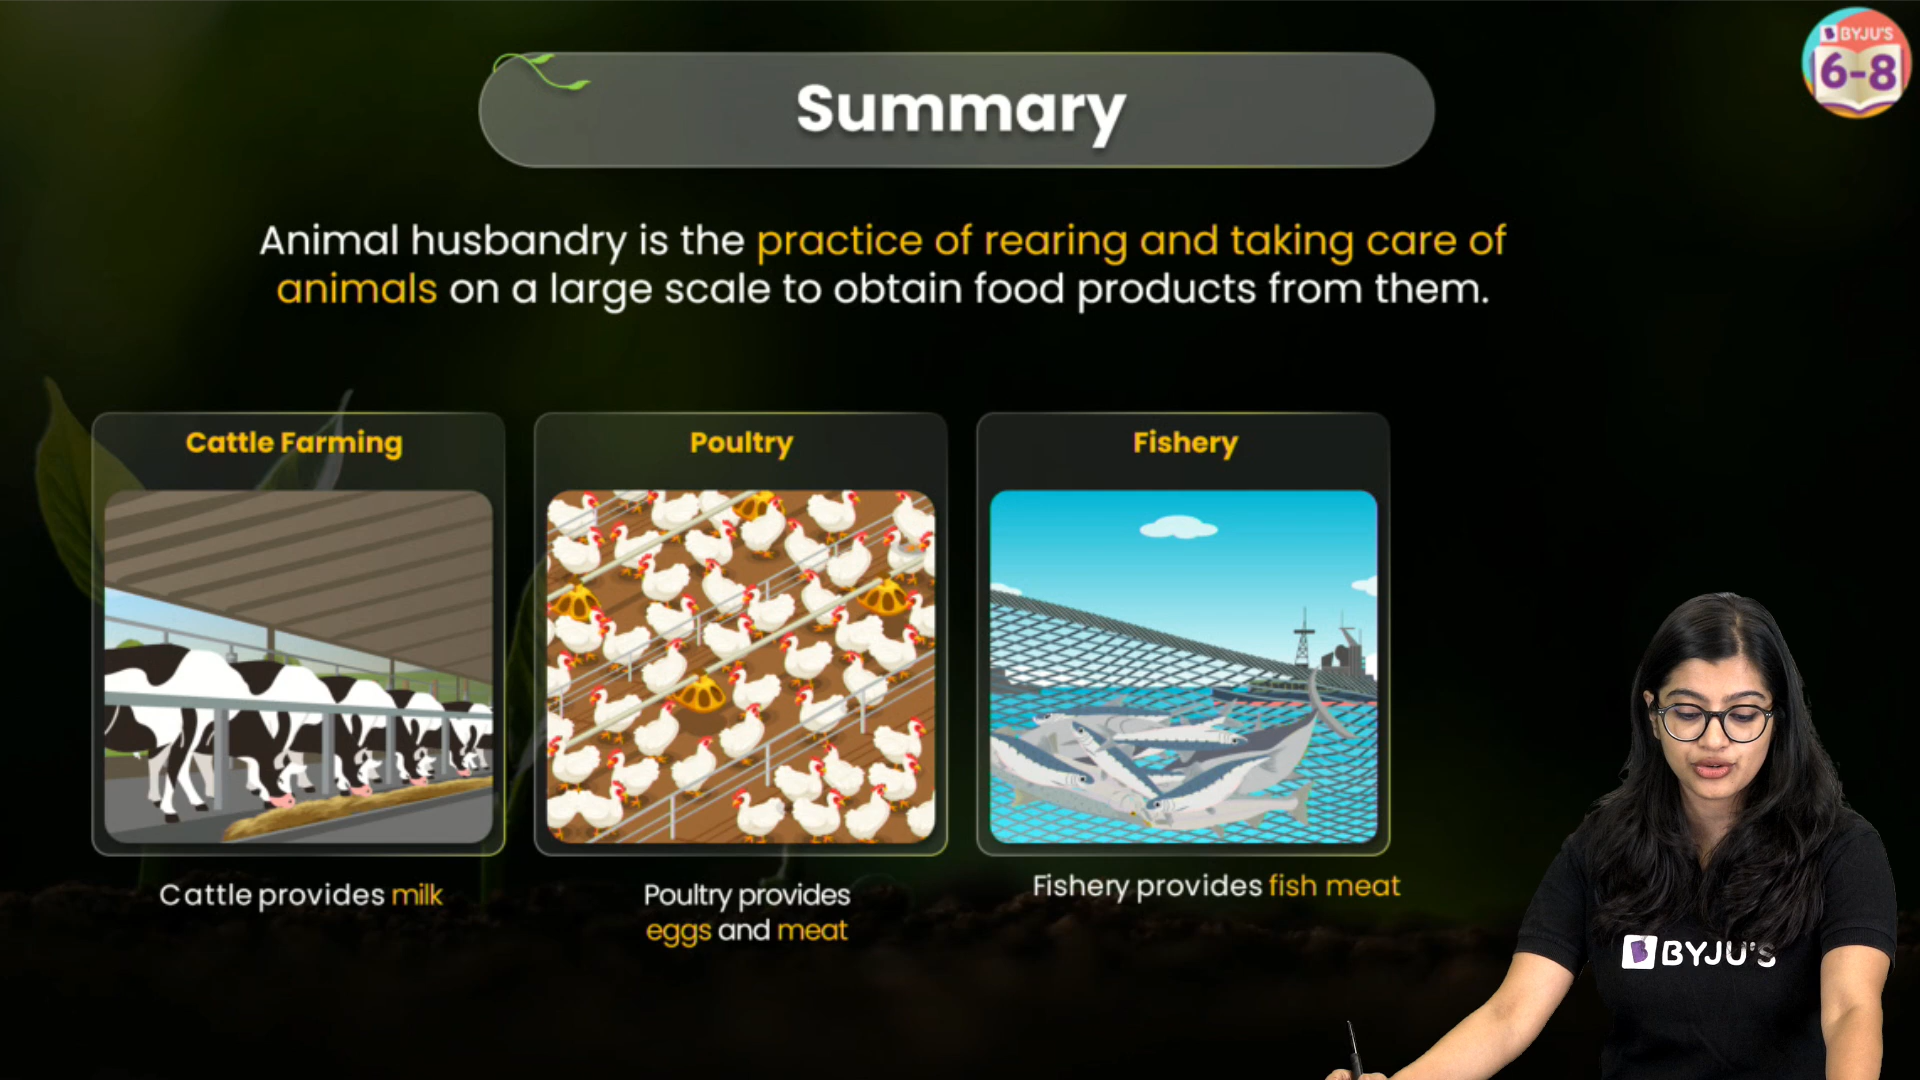 BYJU'S
6-8
Summary
Animal husbandry is the practice of rearing and taking care of
animals on a large scale to obtain food products from them.
Cattle Farming
Poultry
Fishery
Cattle provides milk
Poultry provides
eggs and meat
Fishery provides fish meat
BYJU'S